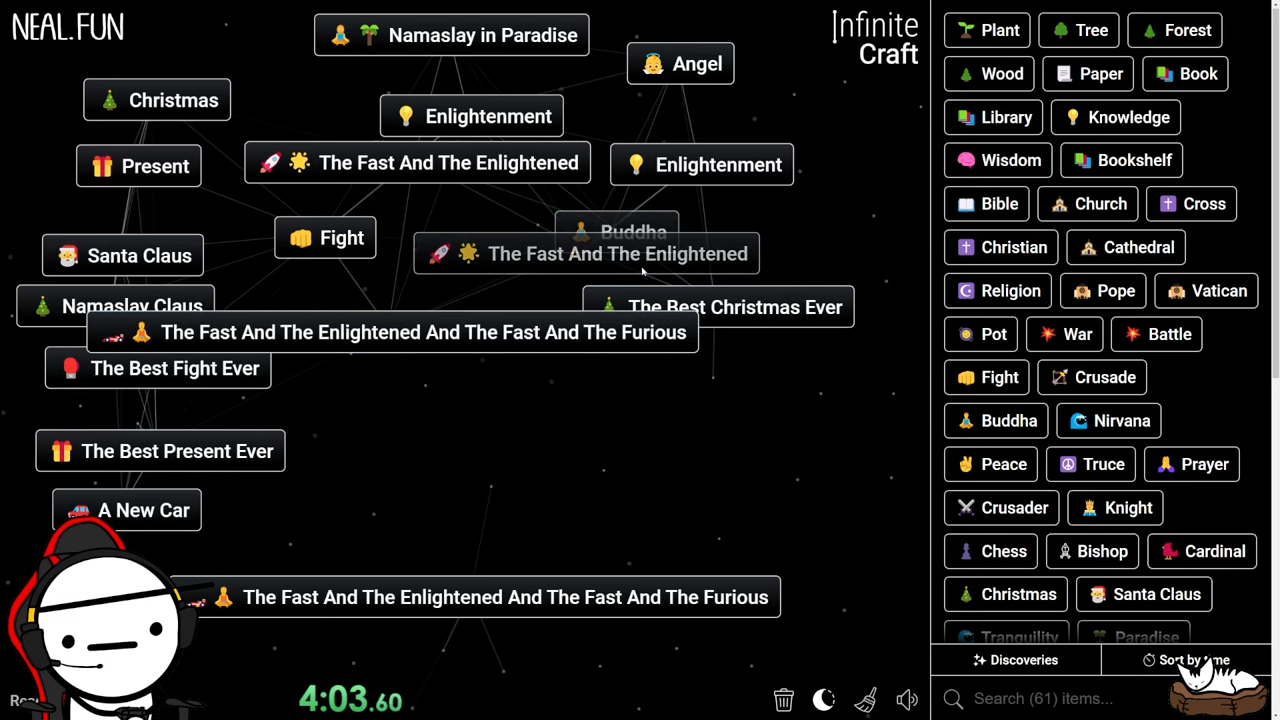 NEAL.FUN
Infinite
Craft
Namaslay in Paradise
Angel
Christmas
Enlightenment
The Fast And The Enlightened
Enlightenment
Present
Buddha
Fight
The Fast And The Enlightened
Santa Claus
Namaslay Claus
The Best Christmas Ever
The Fast And The Enlightened And The Fast And The Furious
The Best Fight Ever
The Best Present Ever
A New Car
The Fast And The Enlightened And The Fast And The Furious
4:03.60
Plant Tree Forest
Wood Paper Book
Library Knowledge
Wisdom Bookshelf
Bible Church Cross
Christian Cathedral
Religion Pope Vatican
Pot War Battle
Fight Crusade
Buddha Nirvana
Peace Truce Prayer
Crusader Knight
Chess Bishop Cardinal
Christmas Santa Claus
Tranquility Paradise
Discoveries Sort by time
Search (61) items...